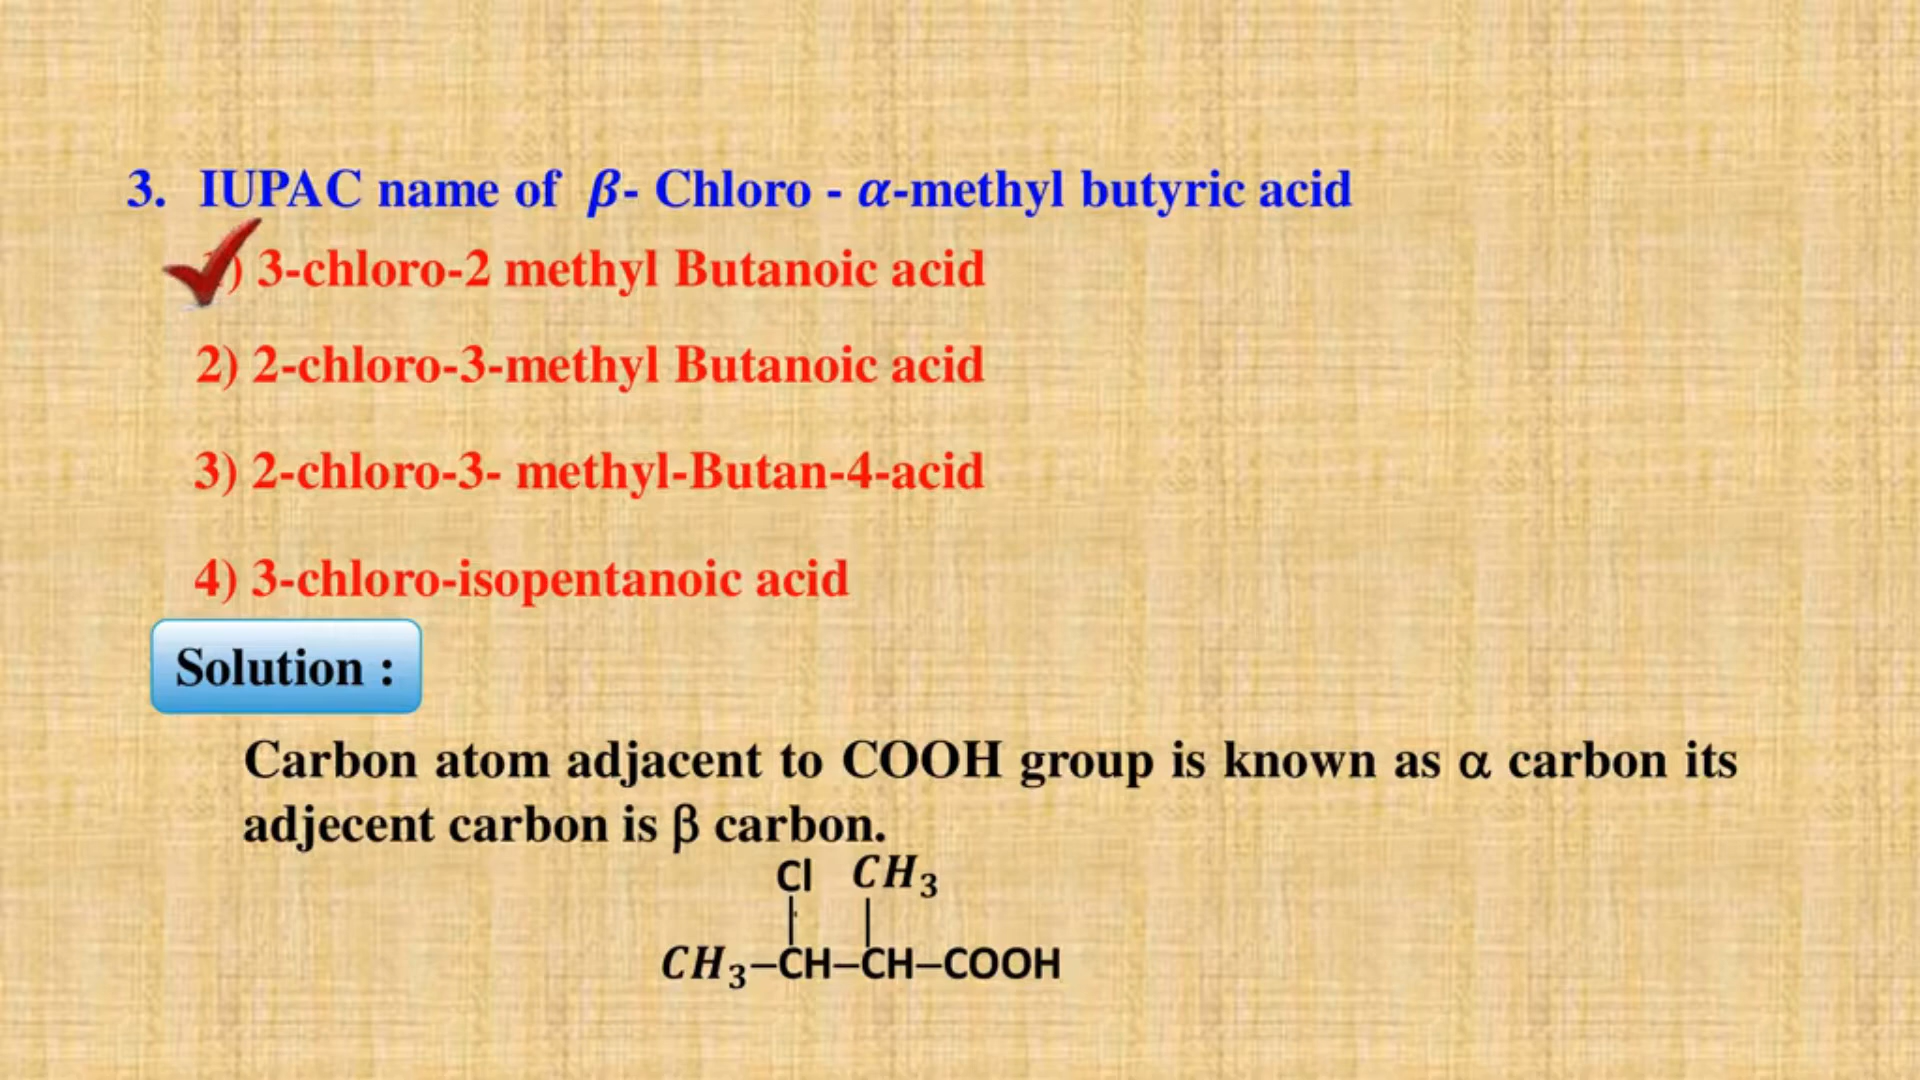 3. IUPAC name of β- Chloro - α-methyl butyric acid
1) 3-chloro-2 methyl Butanoic acid
2) 2-chloro-3-methyl Butanoic acid
3) 2-chloro-3- methyl-Butan-4-acid
4) 3-chloro-isopentanoic acid
Solution :
Carbon atom adjacent to COOH group is known as α carbon its
adjecent carbon is β carbon.
Cl CH₃
| |
CH₃–CH–CH–COOH